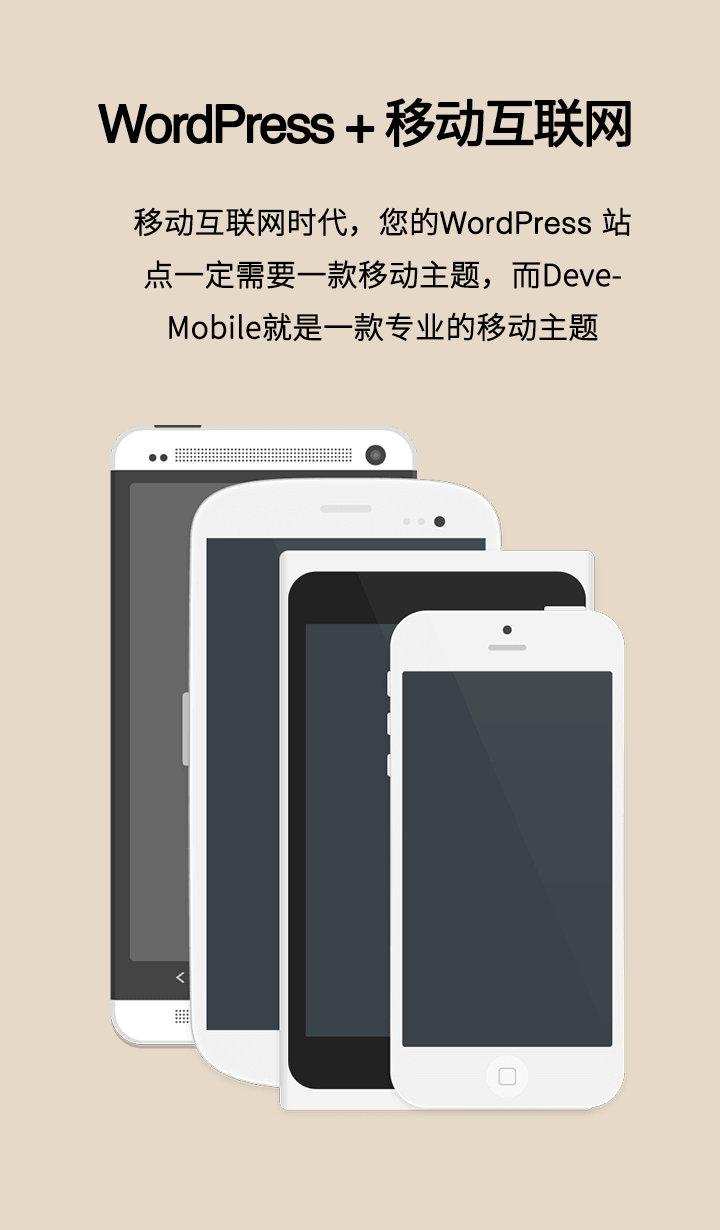 WordPress + 移动互联网
移动互联网时代，您的WordPress 站
点一定需要一款移动主题，而Deve-
Mobile就是一款专业的移动主题